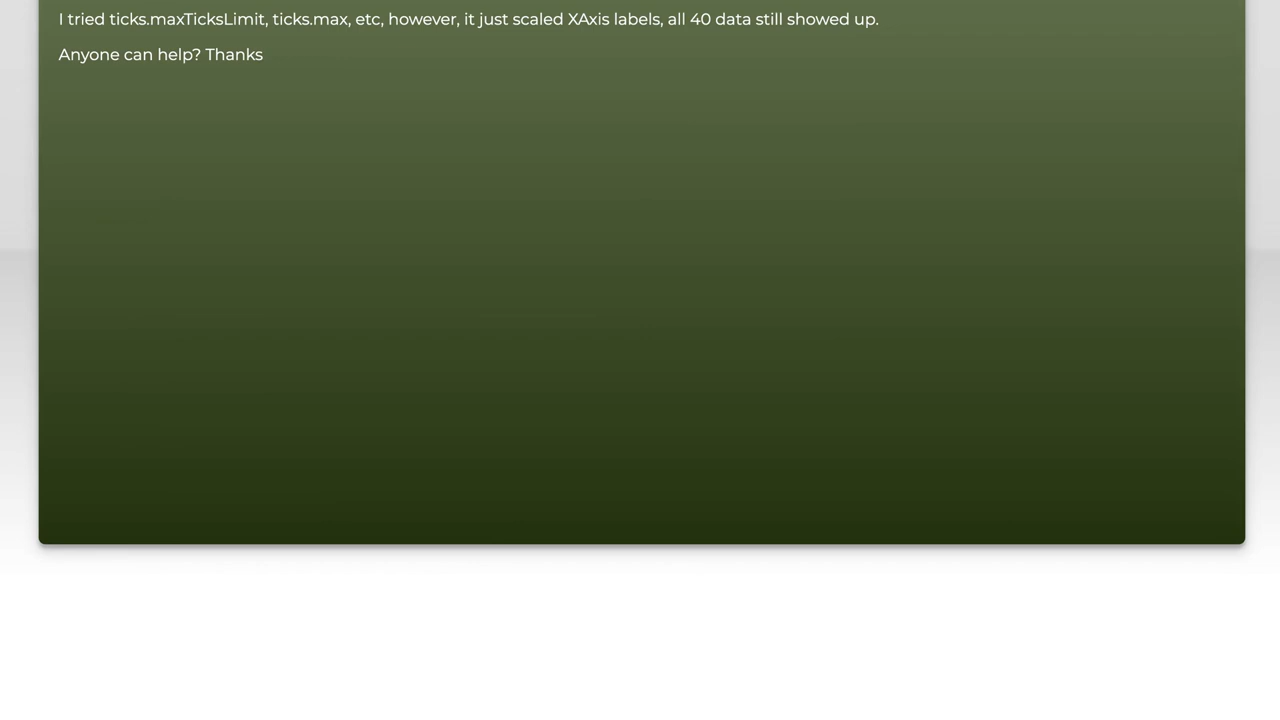 I tried ticks.maxTicksLimit, ticks.max, etc, however, it just scaled XAxis labels, all 40 data still showed up.
Anyone can help? Thanks